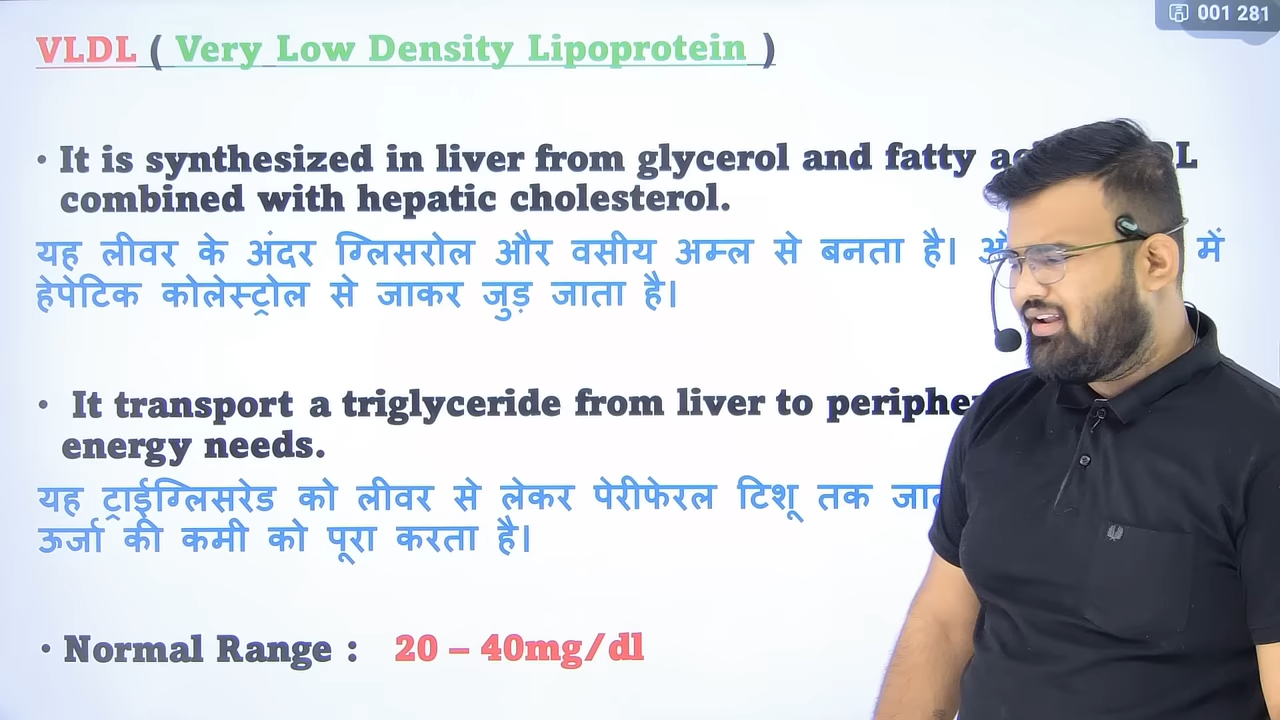 001 281
VLDL ( Very Low Density Lipoprotein )
• It is synthesized in liver from glycerol and fatty
combined with hepatic cholesterol.
यह लीवर के अंदर ग्लिसरोल और वसीय अम्ल से बनता है। में
हेपेटिक कोलेस्ट्रोल से जाकर जुड़ जाता है।
• It transport a triglyceride from liver to
energy needs.
यह ट्राईग्लिसरेड को लीवर से लेकर पेरीफेरल टिशू तक
ऊर्जा की कमी को पूरा करता है।
• Normal Range : 20 – 40mg/dl